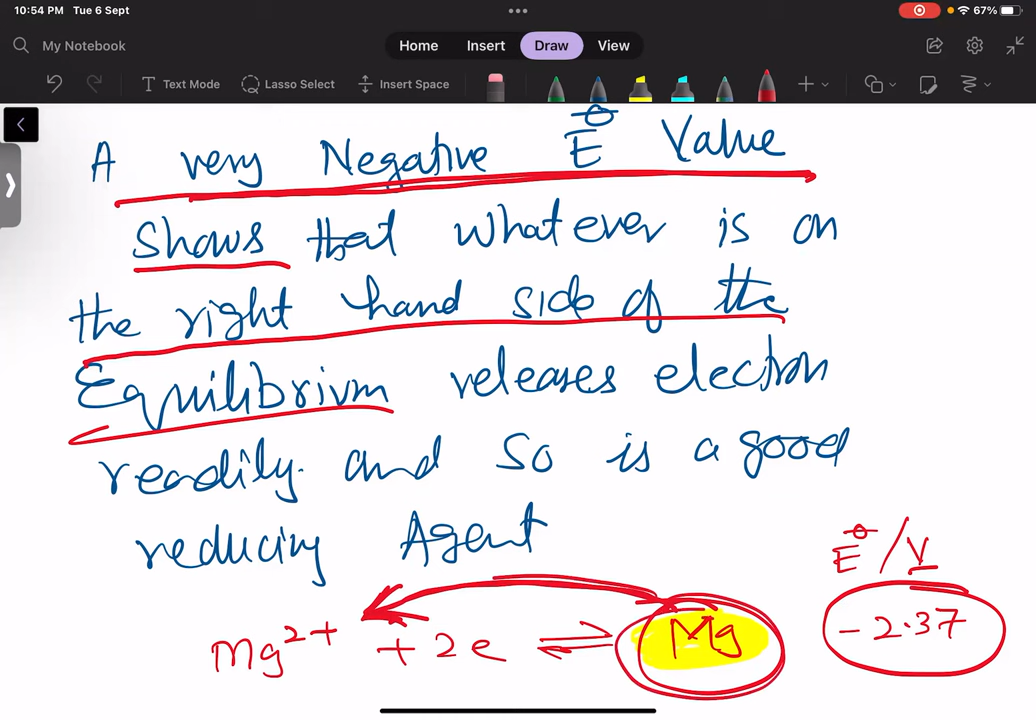 10:54 PM Tue 6 Sept 67%
My Notebook Home Insert Draw View
Text Mode Lasso Select Insert Space
A very Negative E⦵ Value
shows that whatever is on
the right hand side of the
Equilibrium releases electron
readily. and so is a good
reducing Agent
E⦵/V
Mg²⁺ + 2e ⇌ Mg -2.37